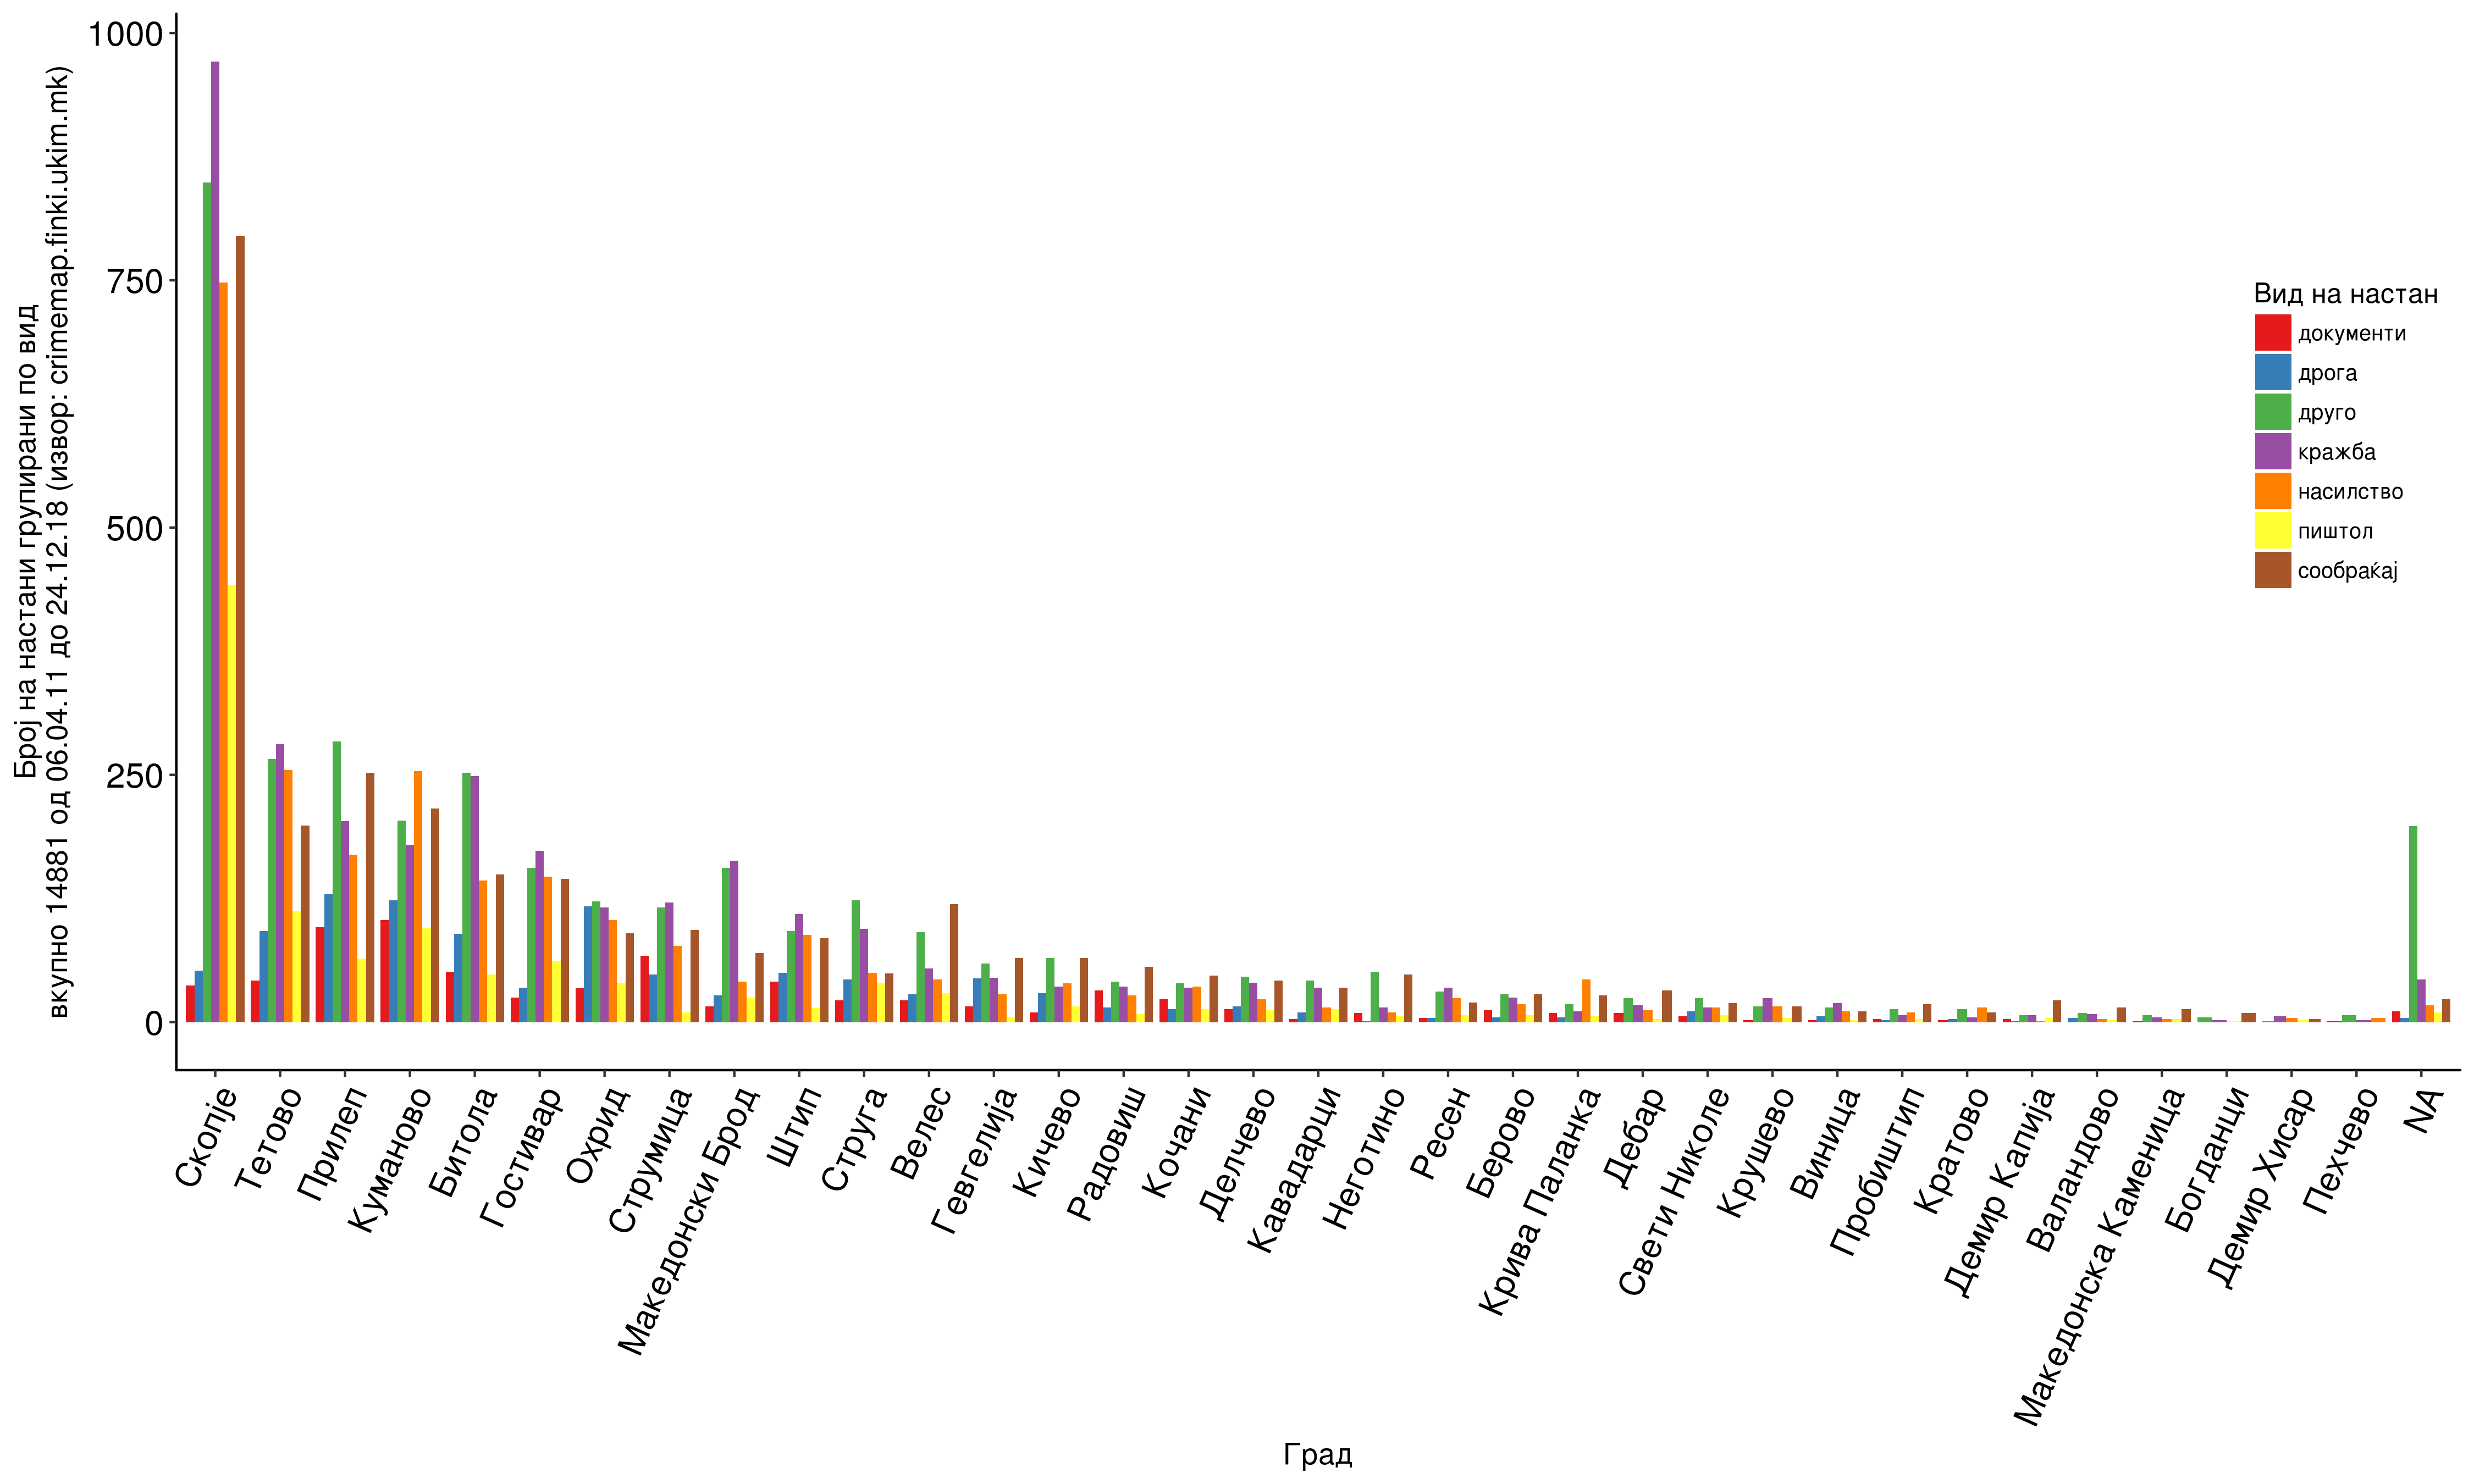 Број на настани групирани по вид
вкупно 14881 од 06.04.11 до 24.12.18 (извор: crimemap.finki.ukim.mk)
1000
750
500
250
0
Вид на настан
документи
дрога
друго
кражба
насилство
пиштол
сообраќај
Скопје
Тетово
Прилеп
Куманово
Битола
Гостивар
Охрид
Струмица
Македонски Брод
Штип
Струга
Велес
Гевгелија
Кичево
Радовиш
Кочани
Делчево
Кавадарци
Неготино
Ресен
Берово
Крива Паланка
Дебар
Свети Николе
Крушево
Виница
Пробиштип
Кратово
Демир Капија
Валандово
Македонска Каменица
Богданци
Демир Хисар
Пехчево
NA
Град